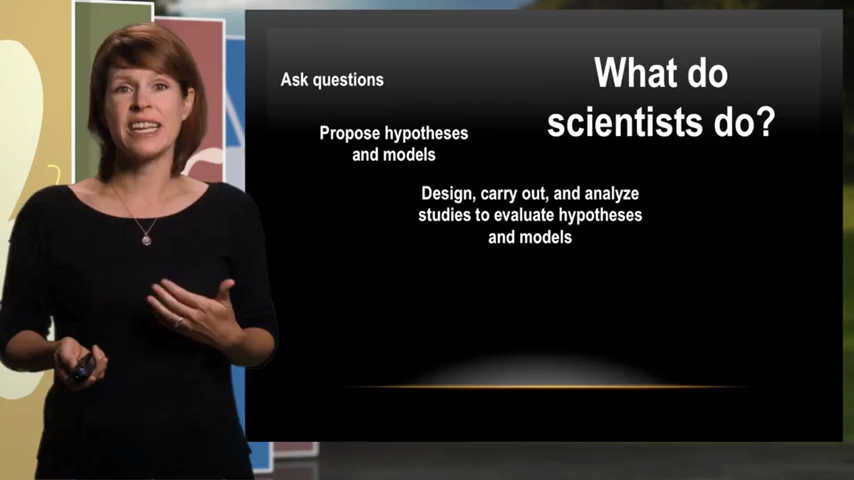 What do
scientists do?
Ask questions
Propose hypotheses
and models
Design, carry out, and analyze
studies to evaluate hypotheses
and models